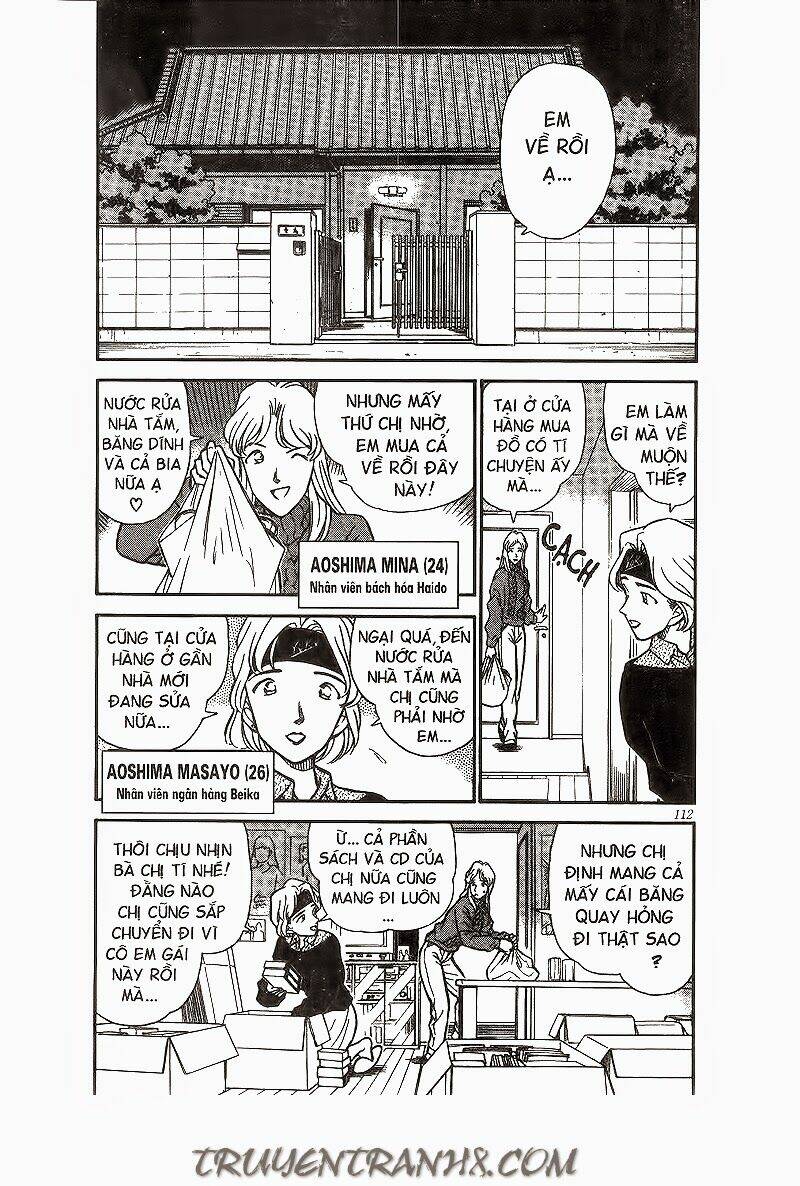 EM
VỀ RỒI
Ạ...
EM LÀM
GÌ MÀ VỀ
MUỘN
THẾ?
TẠI Ở CỬA
HÀNG MUA
ĐỒ CÓ TÍ
CHUYỆN ẤY
MÀ...
CẠCH
NHƯNG MẤY
THỨ CHỊ NHỜ,
EM MUA CẢ
VỀ RỒI ĐÂY
NÀY!
NƯỚC RỬA
NHÀ TẮM,
BĂNG DÍNH
VÀ CẢ BIA
NỮA Ạ
♡
AOSHIMA MINA (24)
Nhân viên bách hóa Haido
NGẠI QUÁ, ĐẾN
NƯỚC RỬA
NHÀ TẮM MÀ
CHỊ CŨNG
PHẢI NHỜ
EM...
CŨNG TẠI CỬA
HÀNG Ở GẦN
NHÀ MỚI
ĐANG SỬA
NỮA...
AOSHIMA MASAYO (26)
Nhân viên ngân hàng Beika
112
NHƯNG CHỊ
ĐỊNH MANG CẢ
MẤY CÁI BĂNG
QUAY HỎNG
ĐI THẬT SAO
?
Ừ... CẢ PHẦN
SÁCH VÀ CD CỦA
CHỊ NỮA CŨNG
MANG ĐI LUÔN
...
THÔI CHỊU NHỊN
BÀ CHỊ TÍ NHÉ!
ĐẰNG NÀO
CHỊ CŨNG SẮP
CHUYỂN ĐI VÌ
CÔ EM GÁI
NÀY RỒI
MÀ...
TRUYENTRANH8.COM